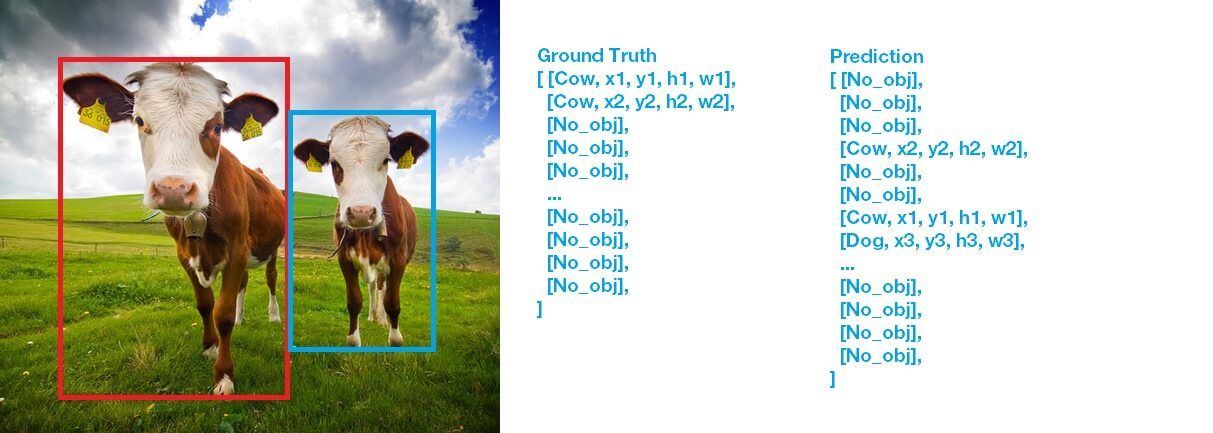 Ground Truth
[ [Cow, x1, y1, h1, w1],
[Cow, x2, y2, h2, w2],
[No_obj],
[No_obj],
[No_obj],
...
[No_obj],
[No_obj],
[No_obj],
[No_obj],
]
Prediction
[ [No_obj],
[No_obj],
[No_obj],
[Cow, x2, y2, h2, w2],
[No_obj],
[No_obj],
[Cow, x1, y1, h1, w1],
[Dog, x3, y3, h3, w3],
...
[No_obj],
[No_obj],
[No_obj],
[No_obj],
]